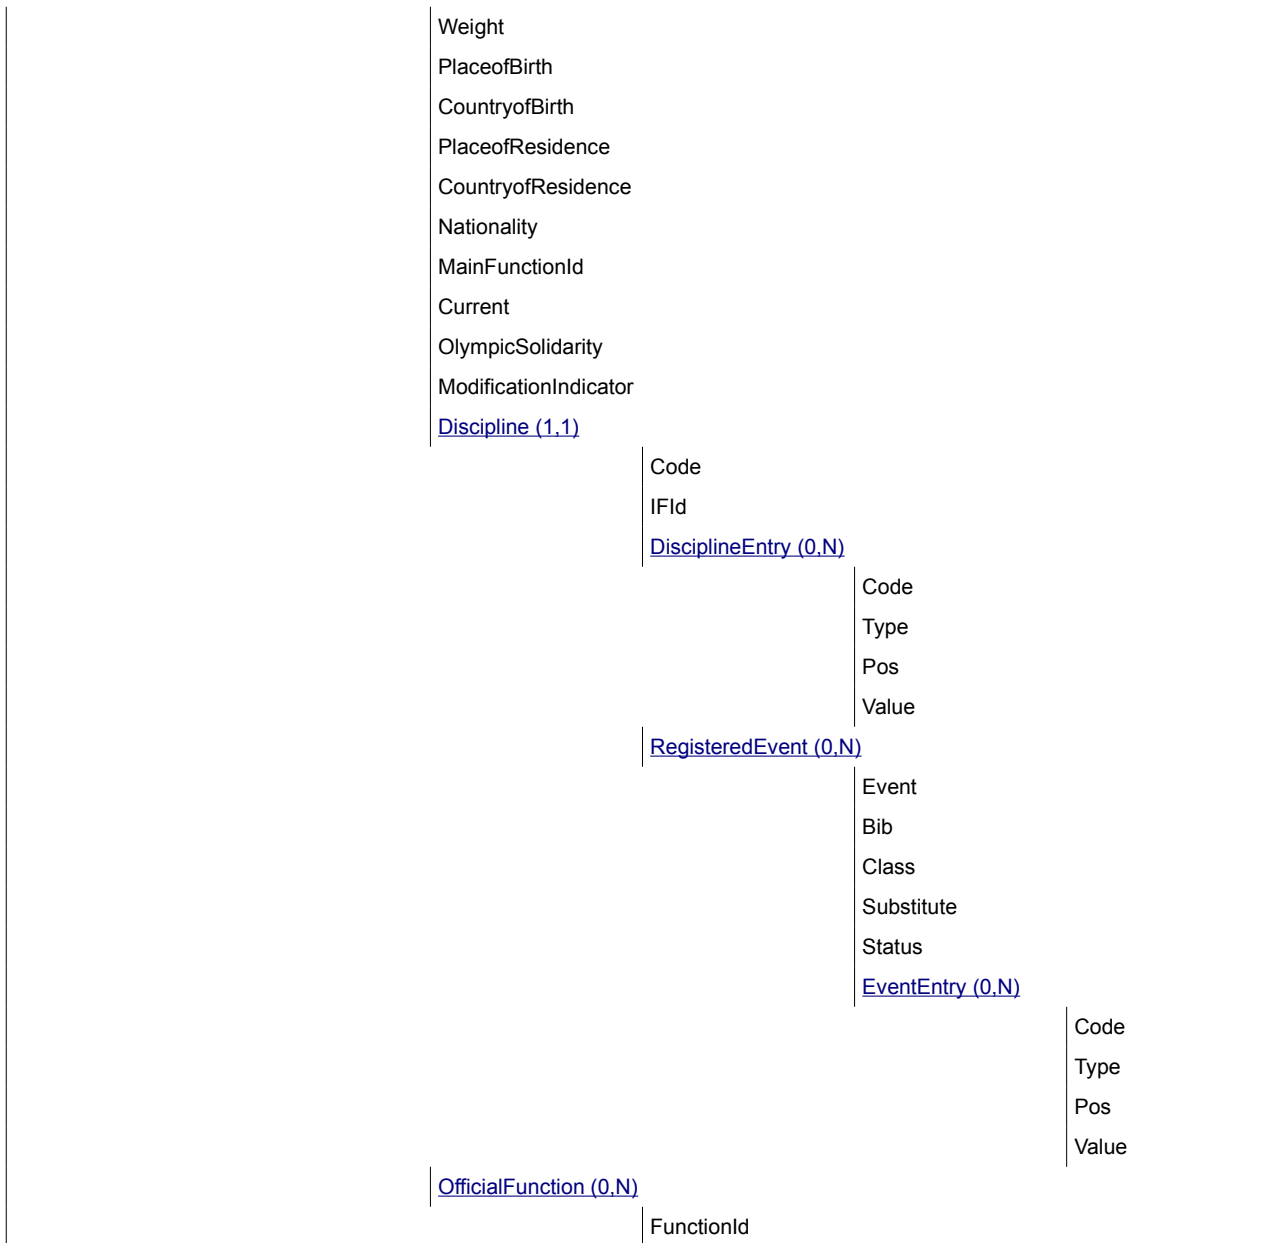 Weight
PlaceofBirth
CountryofBirth
PlaceofResidence
CountryofResidence
Nationality
MainFunctionId
Current
OlympicSolidarity
ModificationIndicator
Discipline (1,1)
Code
IFId
DisciplineEntry (0,N)
Code
Type
Pos
Value
RegisteredEvent (0,N)
Event
Bib
Class
Substitute
Status
EventEntry (0,N)
Code
Type
Pos
Value
OfficialFunction (0,N)
FunctionId